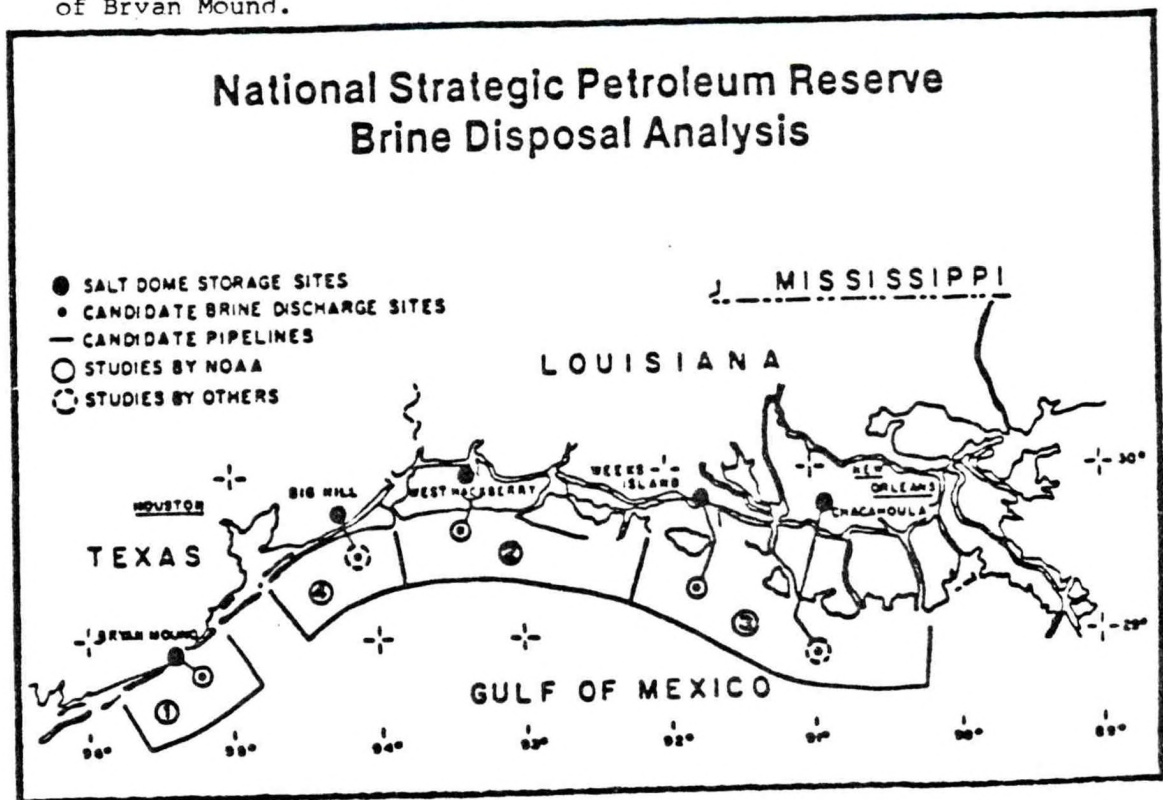 of Bryan Mound.
National Strategic Petroleum Reserve
Brine Disposal Analysis
SALT DOME STORAGE SITES
CANDIDATE BRINE DISCHARGE SITES
CANDIDATE PIPELINES
STUDIES BY NOAA
STUDIES BY OTHERS
MISSISSIPPI
LOUISIANA
30°
WEEKS
ISLAND
NEW
ORLEANS
BIG HILL
WEST HACKBERRY
HOUSTON
CHACAHOULA
TEXAS
2
4
3
29°
BRYAN MOUND
GULF OF MEXICO
1
96°
95°
94°
93°
92°
91°
90°
89°